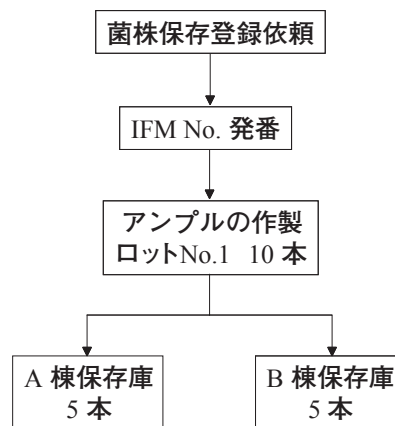 菌株保存登録依頼
IFM No. 発番
アンプルの作製
ロットNo.1 10 本
A 棟保存庫
5 本
B 棟保存庫
5 本